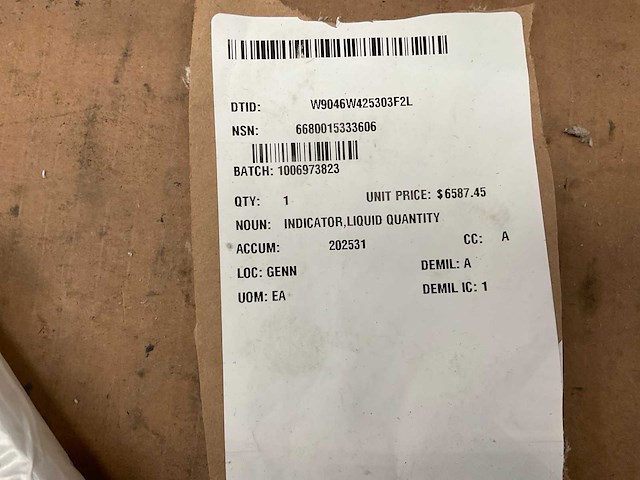 DTID: W9046W425303F2L
NSN: 6680015333606
BATCH: 1006973823
QTY: 1 UNIT PRICE: $6587.45
NOUN: INDICATOR,LIQUID QUANTITY
ACCUM: 202531 CC: A
LOC: GENN DEMIL: A
UOM: EA DEMIL IC: 1